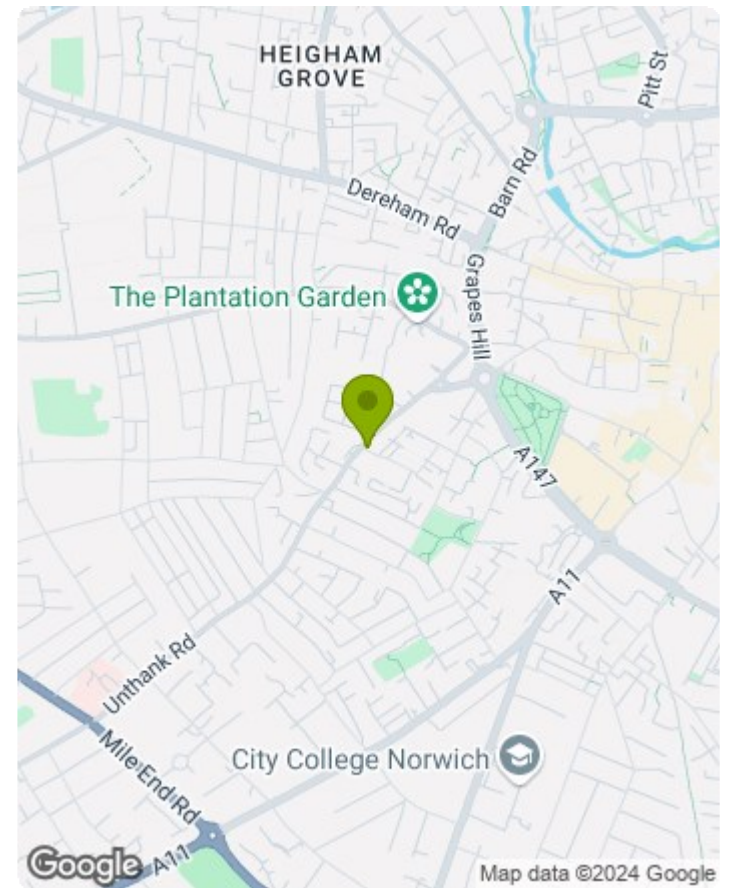 HEIGHAM
GROVE
Pitt St
Barn Rd
Dereham Rd
Grapes Hill
The Plantation Garden
A147
A11
Unthank Rd
Mile End Rd
City College Norwich
A11
Google
Map data ©2024 Google